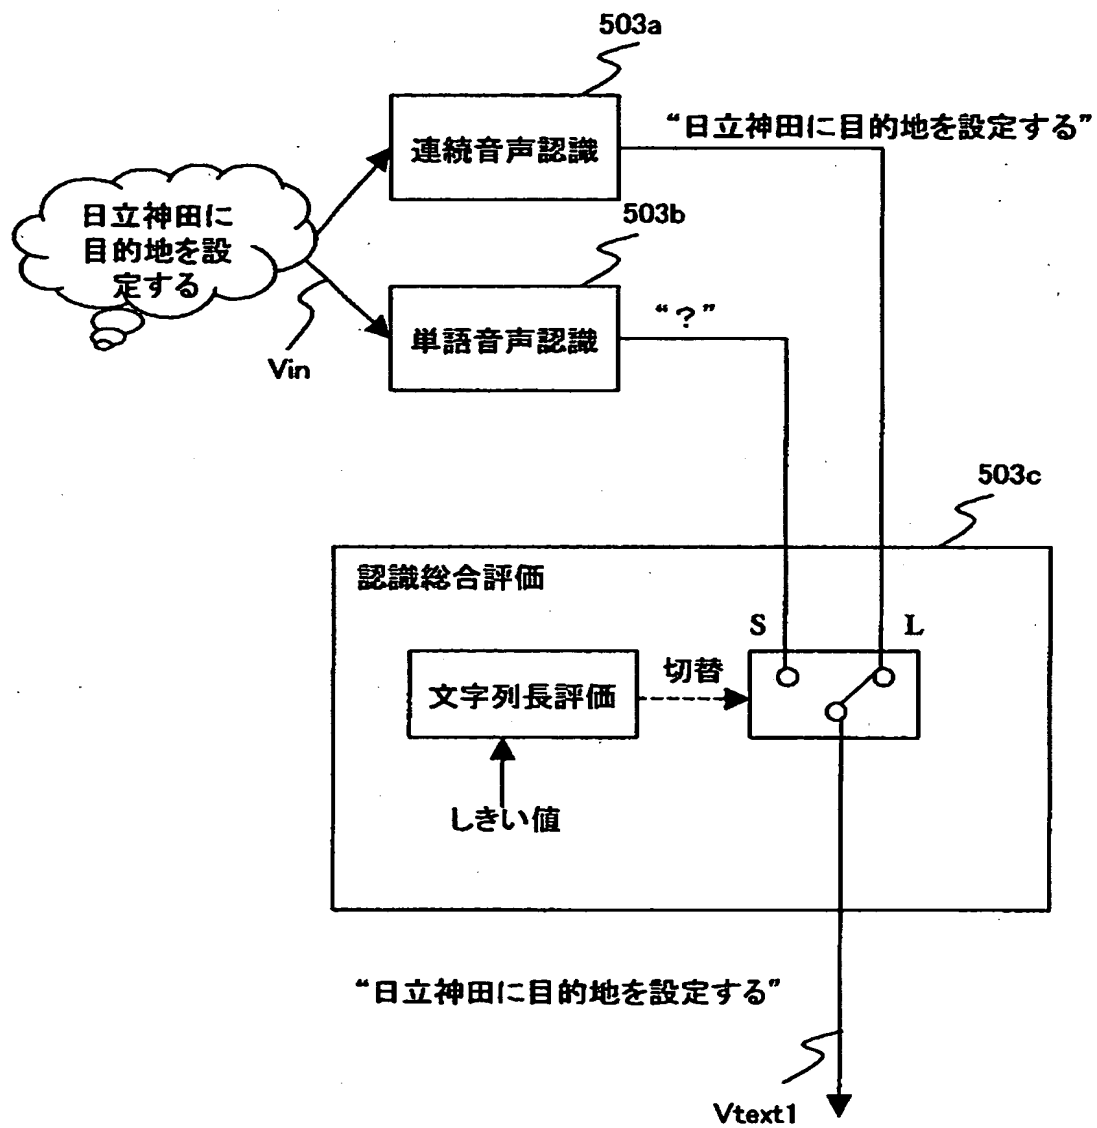 503a
連続音声認識
“日立神田に目的地を設定する”
日立神田に
目的地を設
定する
503b
単語音声認識
“?”
Vin
503c
認識総合評価
S
L
切替
文字列長評価
しきい値
“日立神田に目的地を設定する”
Vtext1